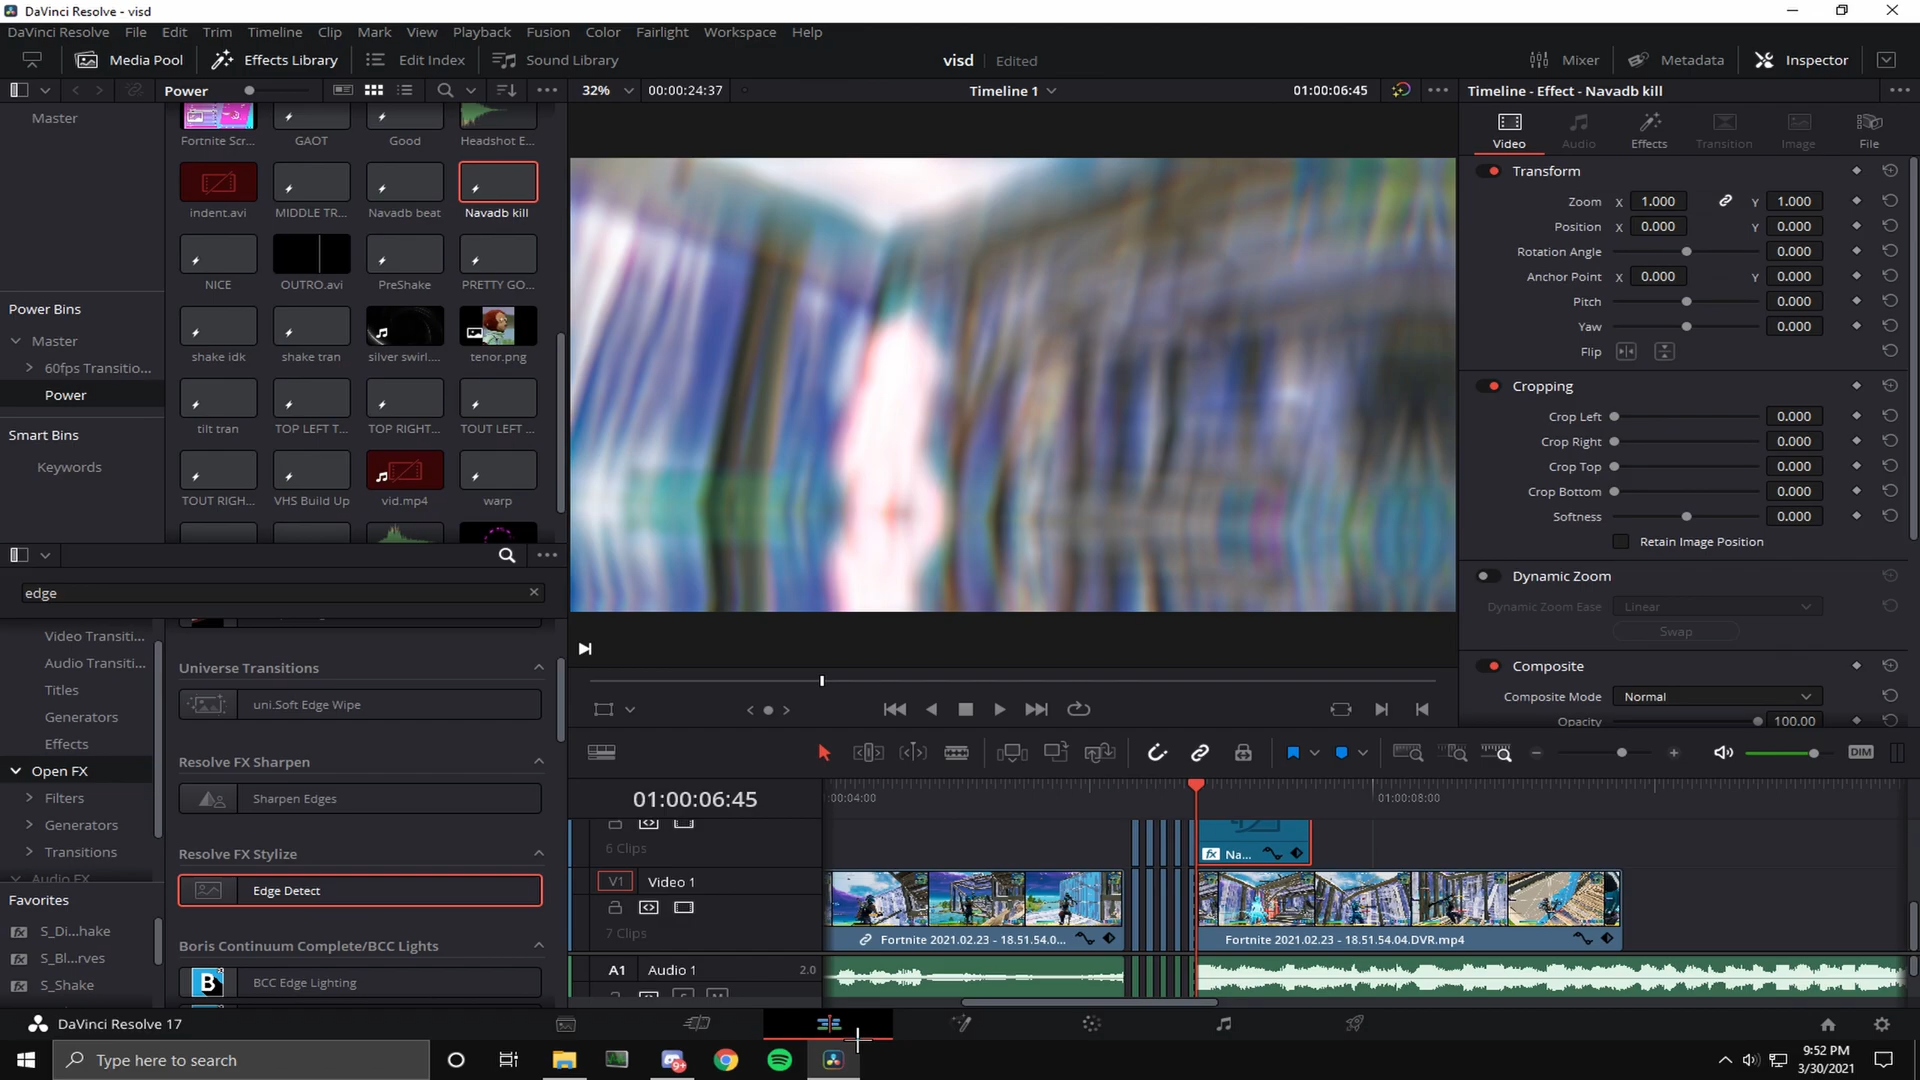 DaVinci Resolve - visd
DaVinci Resolve File Edit Trim Timeline Clip Mark View Playback Fusion Color Fairlight Workspace Help
Media Pool Effects Library Edit Index Sound Library visd Edited Mixer Metadata Inspector
Power 32% 00:00:24:37 Timeline 1 01:00:06:45 Timeline - Effect - Navadb kill
Master
Fortnite Scr... GAOT Good Headshot E...
indent.avi MIDDLE TR... Navadb beat Navadb kill
NICE OUTRO.avi PreShake PRETTY GO...
shake idk shake tran silver swirl.... tenor.png
tilt tran TOP LEFT T... TOP RIGHT... TOUT LEFT ...
TOUT RIGH... VHS Build Up vid.mp4 warp
Power Bins
Master
60fps Transitio...
Power
Smart Bins
Keywords
Video Audio Effects Transition Image File
Transform
Zoom X 1.000 Y 1.000
Position X 0.000 Y 0.000
Rotation Angle 0.000
Anchor Point X 0.000 Y 0.000
Pitch 0.000
Yaw 0.000
Flip
Cropping
Crop Left 0.000
Crop Right 0.000
Crop Top 0.000
Crop Bottom 0.000
Softness 0.000
Retain Image Position
Dynamic Zoom
Dynamic Zoom Ease Linear
Swap
Composite
Composite Mode Normal
Opacity 100.00
edge
Video Transiti...
Audio Transiti...
Titles
Generators
Effects
Open FX
Filters
Generators
Transitions
Audio FX
Favorites
S_Di...hake
S_Bl...rves
S_Shake
Universe Transitions
uni.Soft Edge Wipe
Resolve FX Sharpen
Sharpen Edges
Resolve FX Stylize
Edge Detect
Boris Continuum Complete/BCC Lights
B BCC Edge Lighting
DIM
01:00:06:45 :00:04:00 01:00:08:00
6 Clips
fx Na...
V1 Video 1
7 Clips
Fortnite 2021.02.23 - 18.51.54.0... Fortnite 2021.02.23 - 18.51.54.04.DVR.mp4
A1 Audio 1 2.0
DaVinci Resolve 17
Type here to search
9:52 PM
3/30/2021